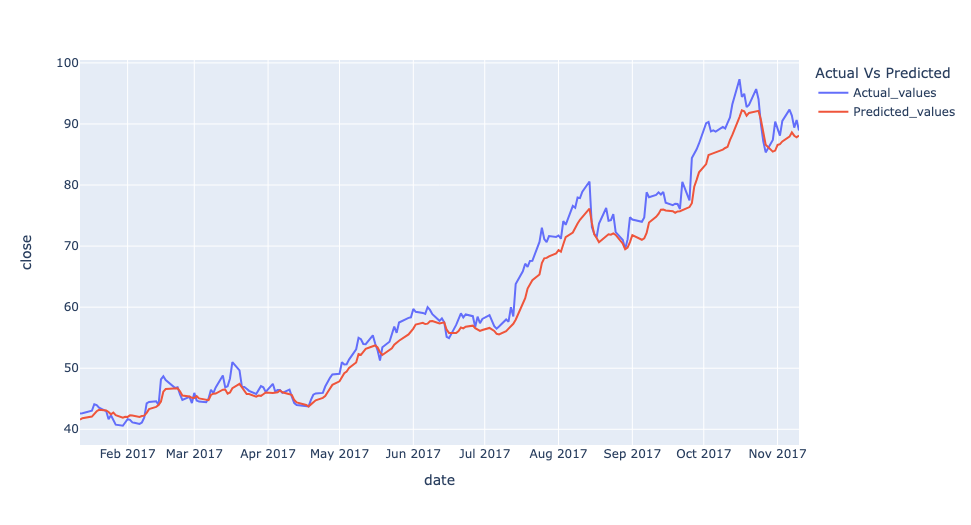 Actual Vs Predicted
Actual_values
Predicted_values
close
100
90
80
70
60
50
40
Feb 2017 Mar 2017 Apr 2017 May 2017 Jun 2017 Jul 2017 Aug 2017 Sep 2017 Oct 2017 Nov 2017
date